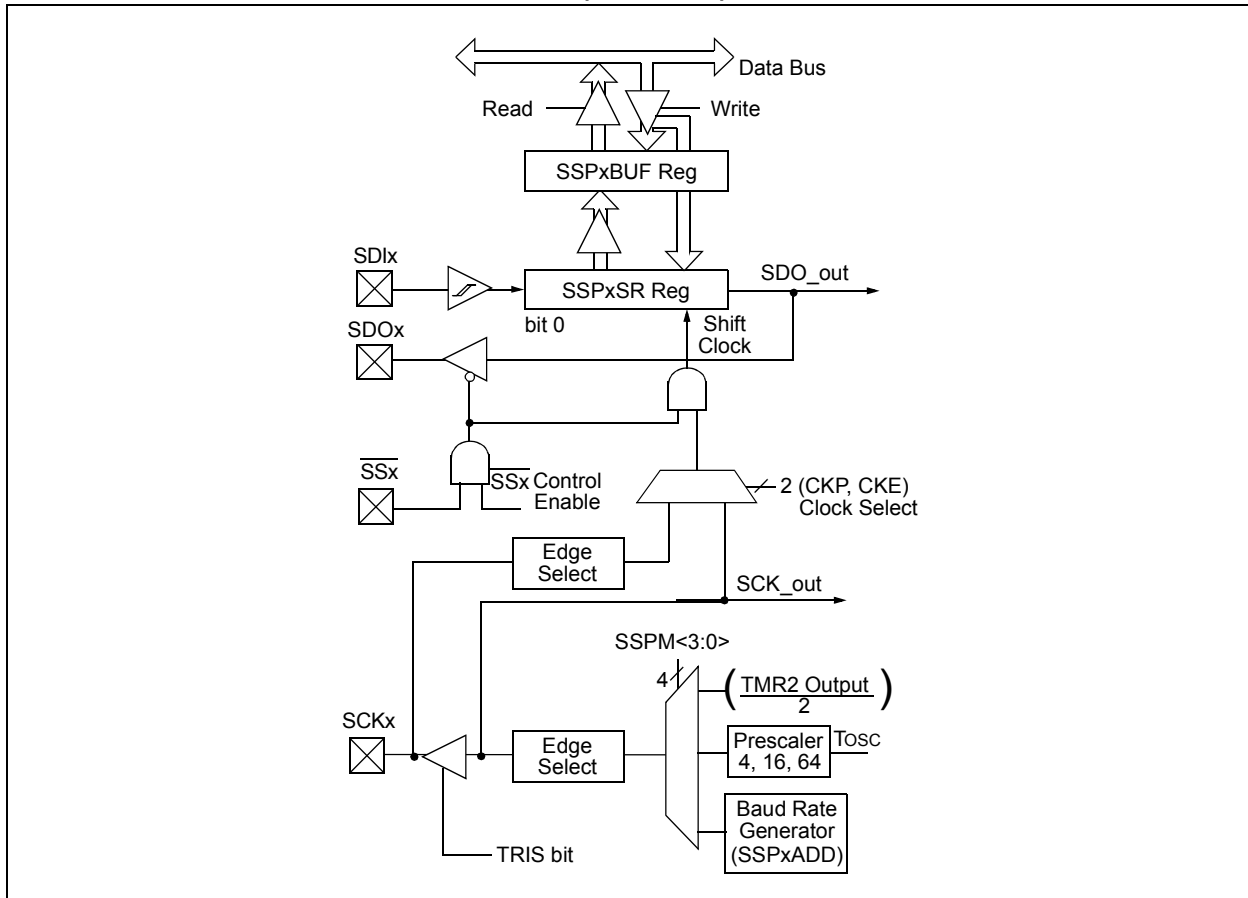 Data Bus
Read
Write
SSPxBUF Reg
SDIx
SSPxSR Reg
SDO_out
bit 0
Shift
Clock
SDOx
SSx
SSx Control
Enable
2 (CKP, CKE)
Clock Select
Edge
Select
SCK_out
SSPM<3:0>
4
(TMR2 Output)
2
SCKx
Edge
Select
Prescaler
4, 16, 64
TOSC
Baud Rate
Generator
(SSPxADD)
TRIS bit